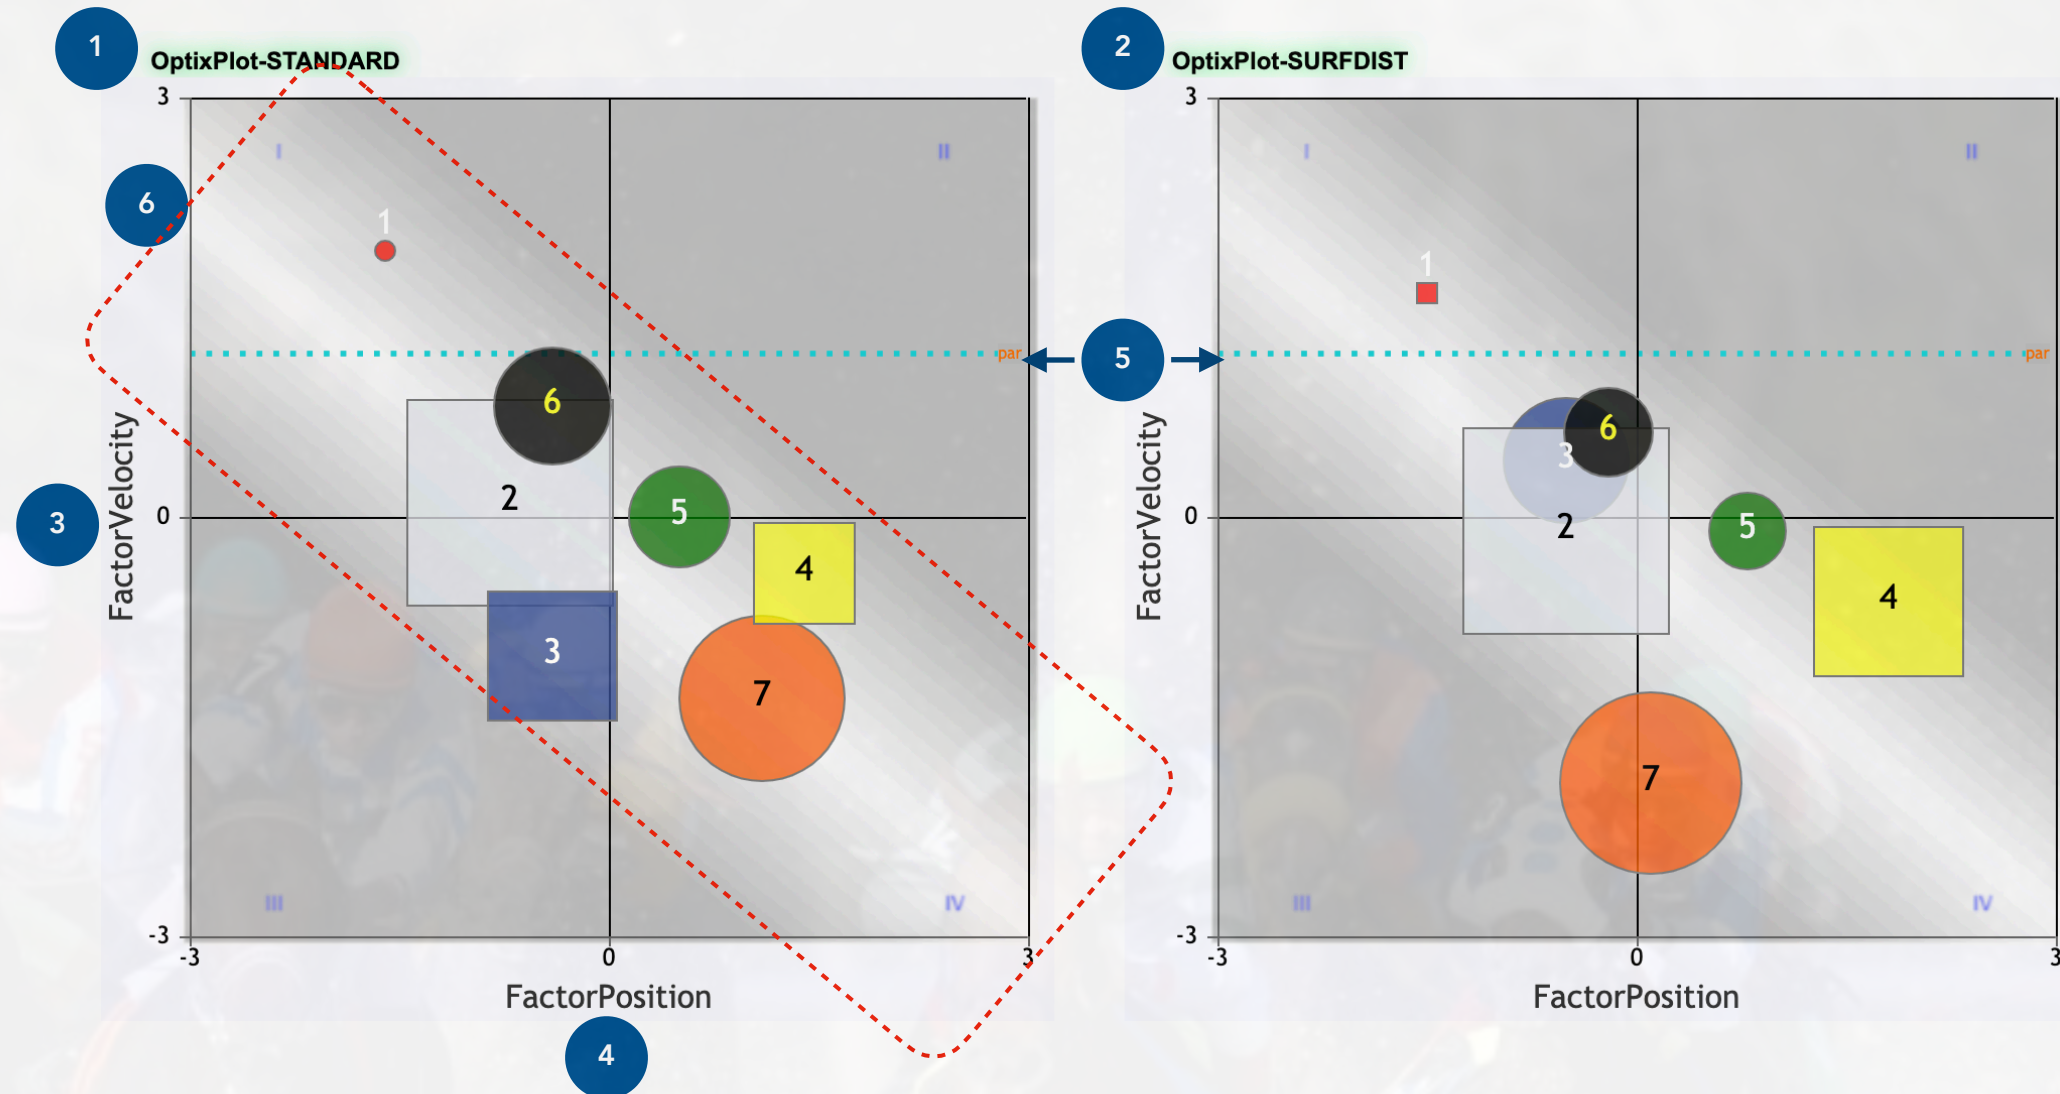 1
OptixPlot-STANDARD
3
I
II
6
1
par
6
2
5
4
3
7
FactorVelocity
3
0
III
IV
-3
-3
0
3
FactorPosition
4
2
OptixPlot-SURFDIST
3
I
II
1
5
par
6
3
2
5
4
7
FactorVelocity
0
III
IV
-3
-3
0
3
FactorPosition